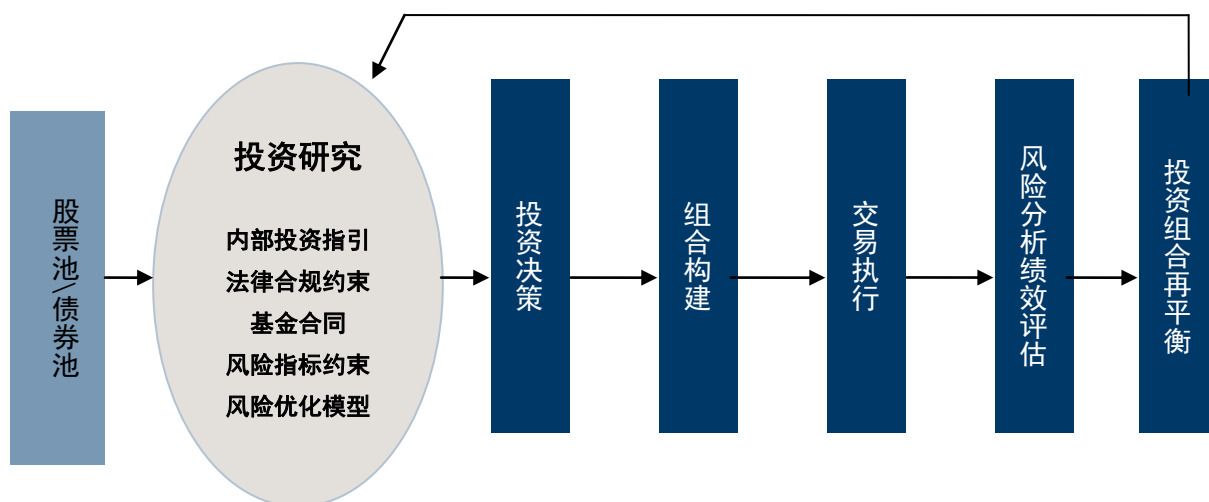 股票池\债券池
投资研究
内部投资指引
法律合规约束
基金合同
风险指标约束
风险优化模型
投资决策
组合构建
交易执行
风险分析绩效评估
投资组合再平衡